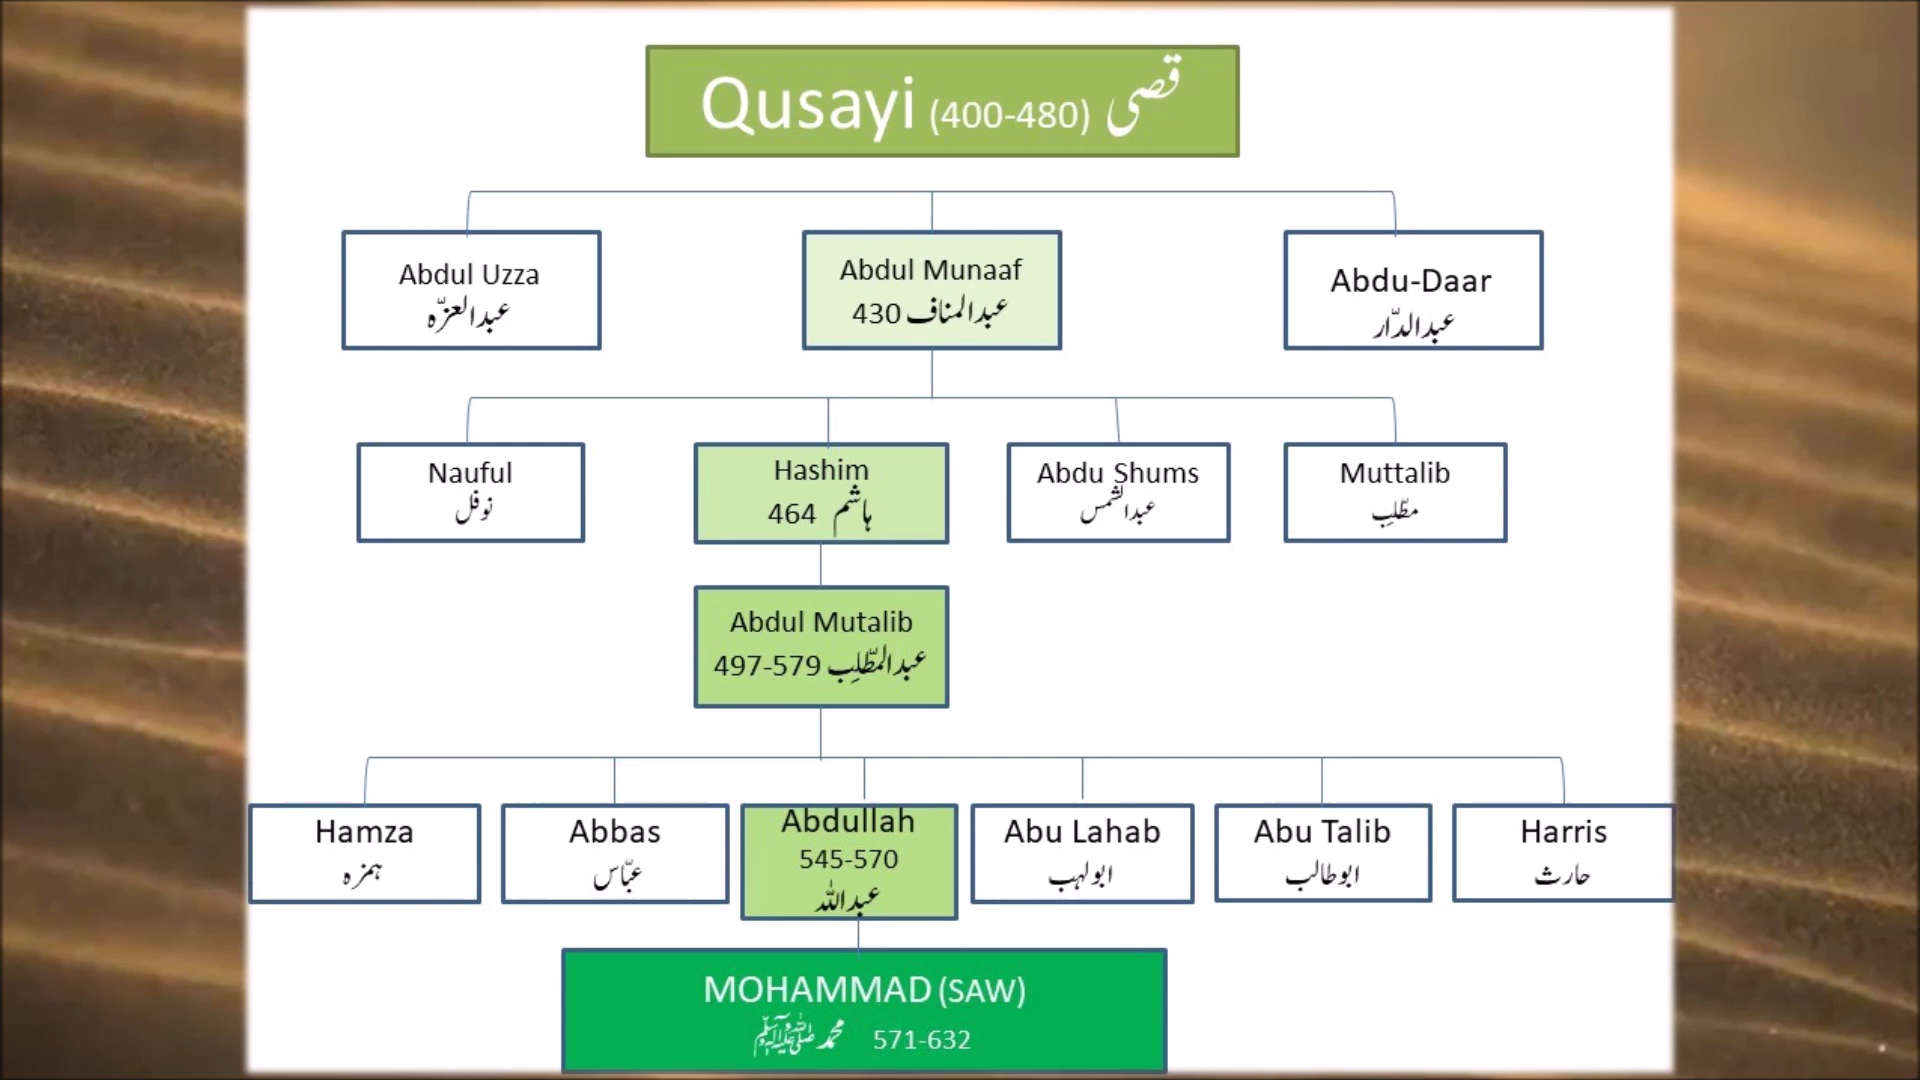 Qusayi (400-480) قصی
Abdul Uzza
عبدالعزّہ
Abdul Munaaf
430 عبدالمناف
Abdu-Daar
عبدالدّار
Nauful
نوفل
Hashim
464 ہاشم
Abdu Shums
عبدالشمس
Muttalib
مطّلِب
Abdul Mutalib
497-579 عبدالمطّلِب
Hamza
ہمزہ
Abbas
عبّاس
Abdullah
545-570
عبداللہ
Abu Lahab
ابولہب
Abu Talib
ابوطالب
Harris
حارث
MOHAMMAD (SAW)
محمد ﷺ 571-632